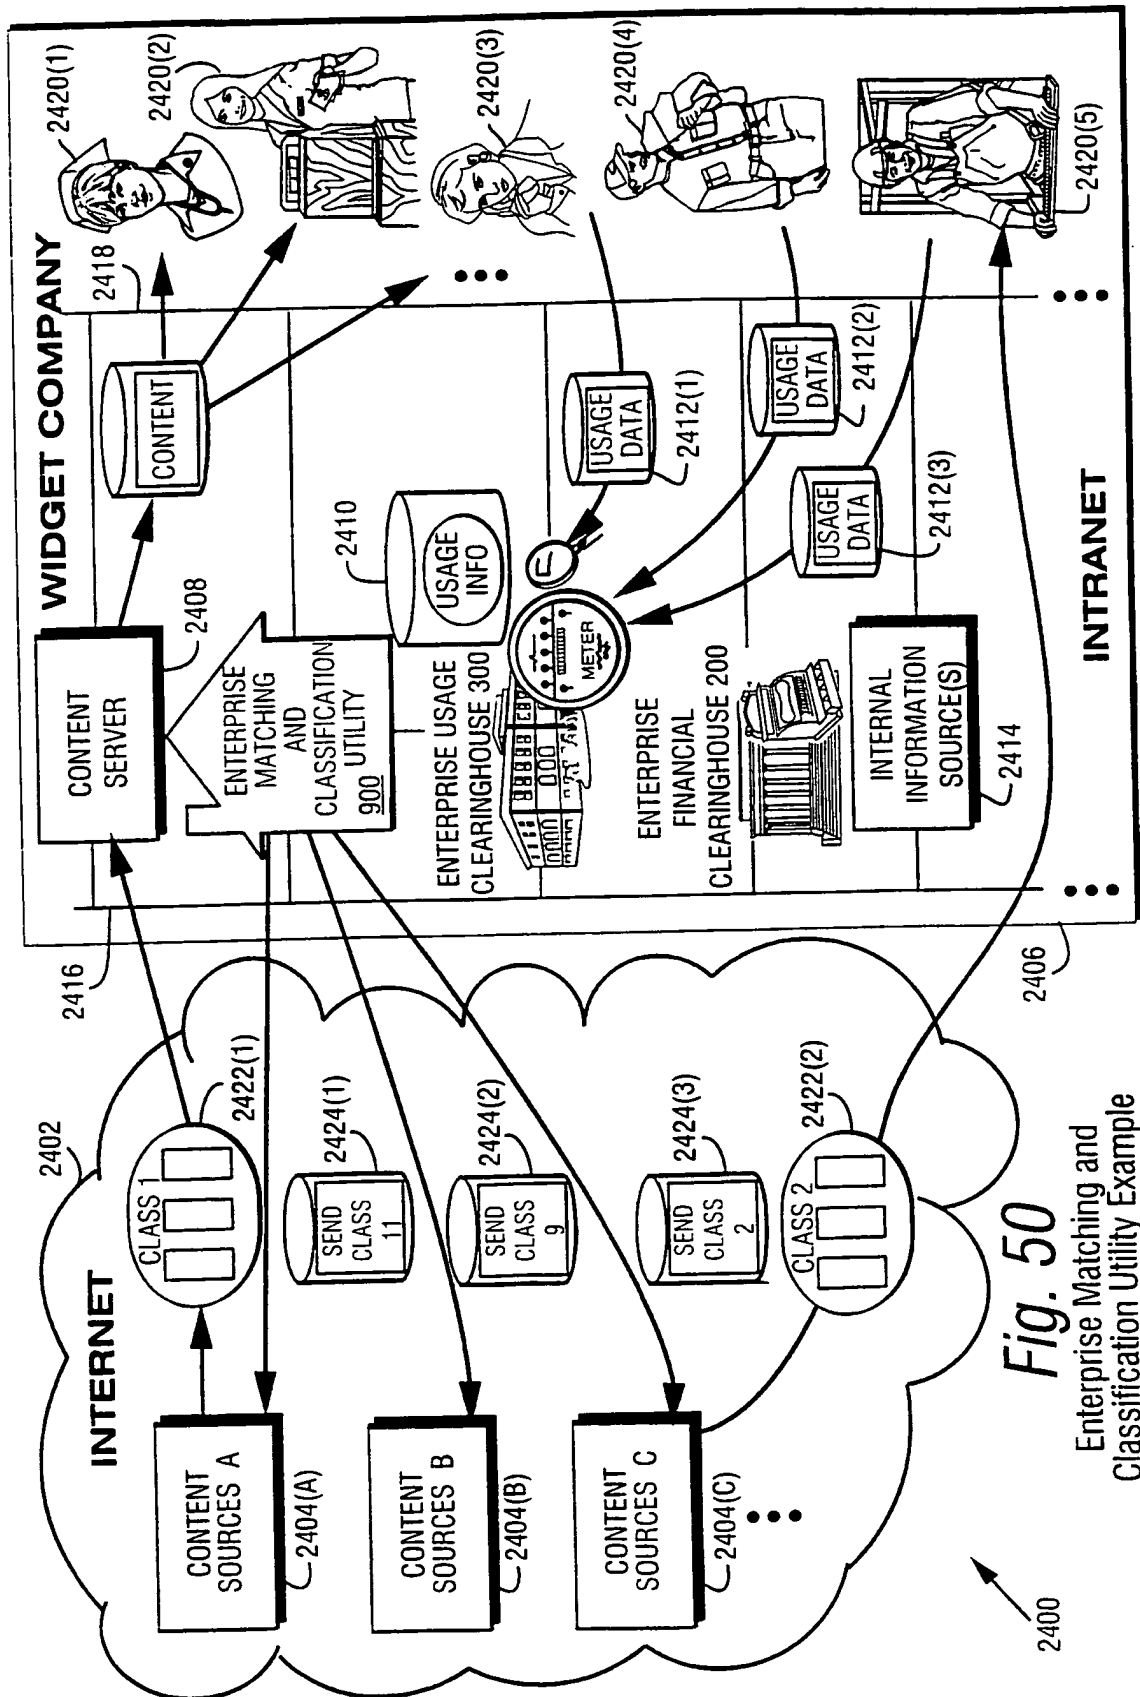 WIDGET COMPANY
INTERNET
INTRANET
2402
2416
2418
2420(1)
2420(2)
2420(3)
2420(4)
2420(5)
CONTENT
SERVER
2408
CONTENT
ENTERPRISE
MATCHING
AND
CLASSIFICATION
UTILITY
900
2410
USAGE
INFO
METER
ENTERPRISE USAGE
CLEARINGHOUSE 300
USAGE
DATA
2412(1)
USAGE
DATA
2412(2)
USAGE
DATA
2412(3)
ENTERPRISE
FINANCIAL
CLEARINGHOUSE 200
INTERNAL
INFORMATION
SOURCE(S)
2414
2406
CLASS 1
2422(1)
SEND
CLASS
11
2424(1)
SEND
CLASS
9
2424(2)
SEND
CLASS
2
2424(3)
CLASS 2
2422(2)
CONTENT
SOURCES A
2404(A)
CONTENT
SOURCES B
2404(B)
CONTENT
SOURCES C
2404(C)
2400
Fig. 50
Enterprise Matching and
Classification Utility Example